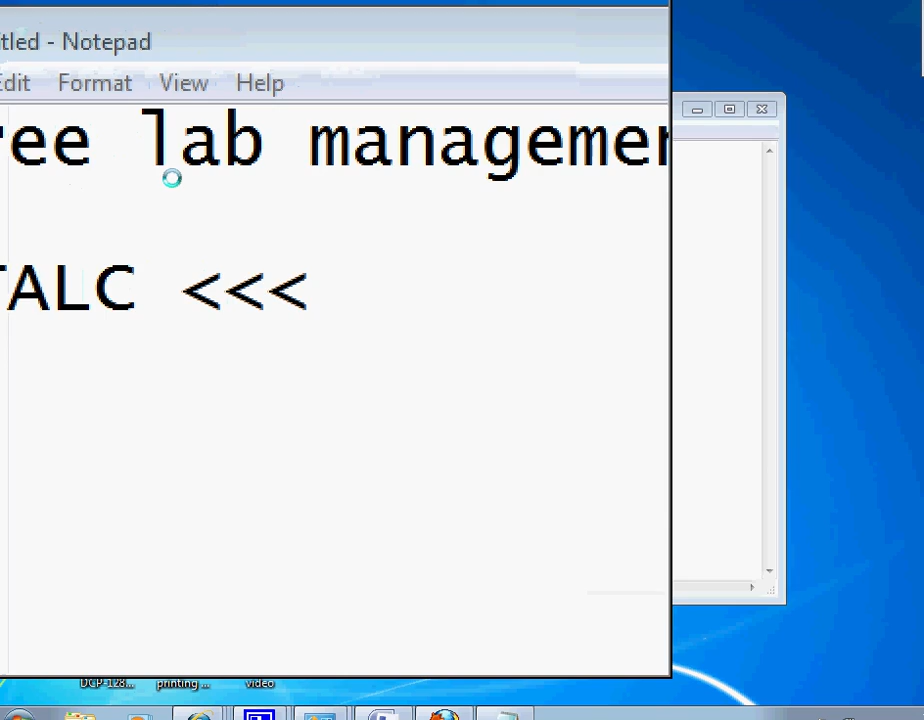 tled - Notepad
Edit Format View Help
ree lab managemen
TALC <<<
DCP-128... printing ... video